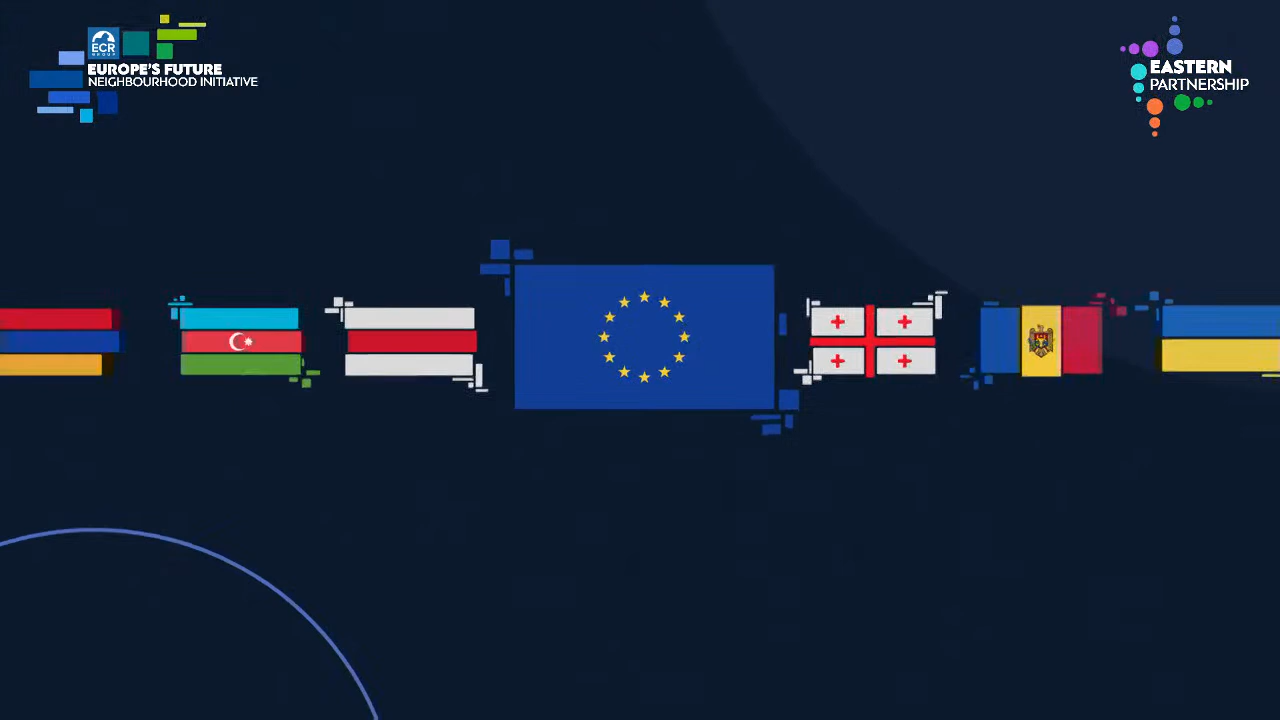 ECR
GROUP
EUROPE'S FUTURE
NEIGHBOURHOOD INITIATIVE
EASTERN
PARTNERSHIP